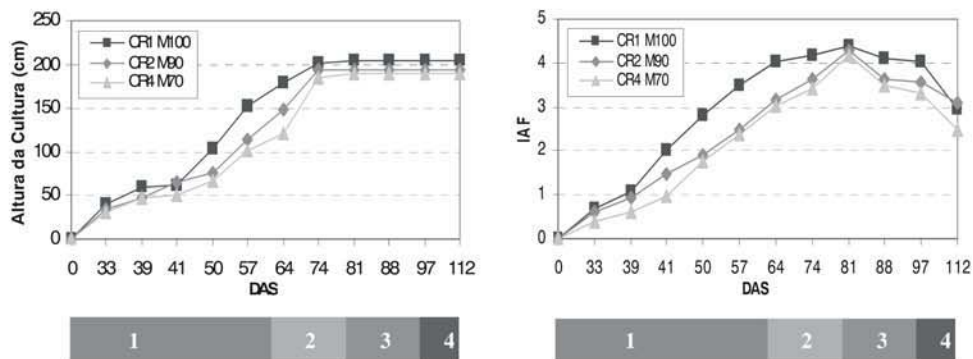 Altura da Cultura (cm)
250
200
150
100
50
0
CR1 M100
CR2 M90
CR4 M70
0 33 39 41 50 57 64 74 81 88 97 112
DAS
1 2 3 4
IAF
5
4
3
2
1
0
CR1 M100
CR2 M90
CR4 M70
0 33 39 41 50 57 64 74 81 88 97 112
DAS
1 2 3 4